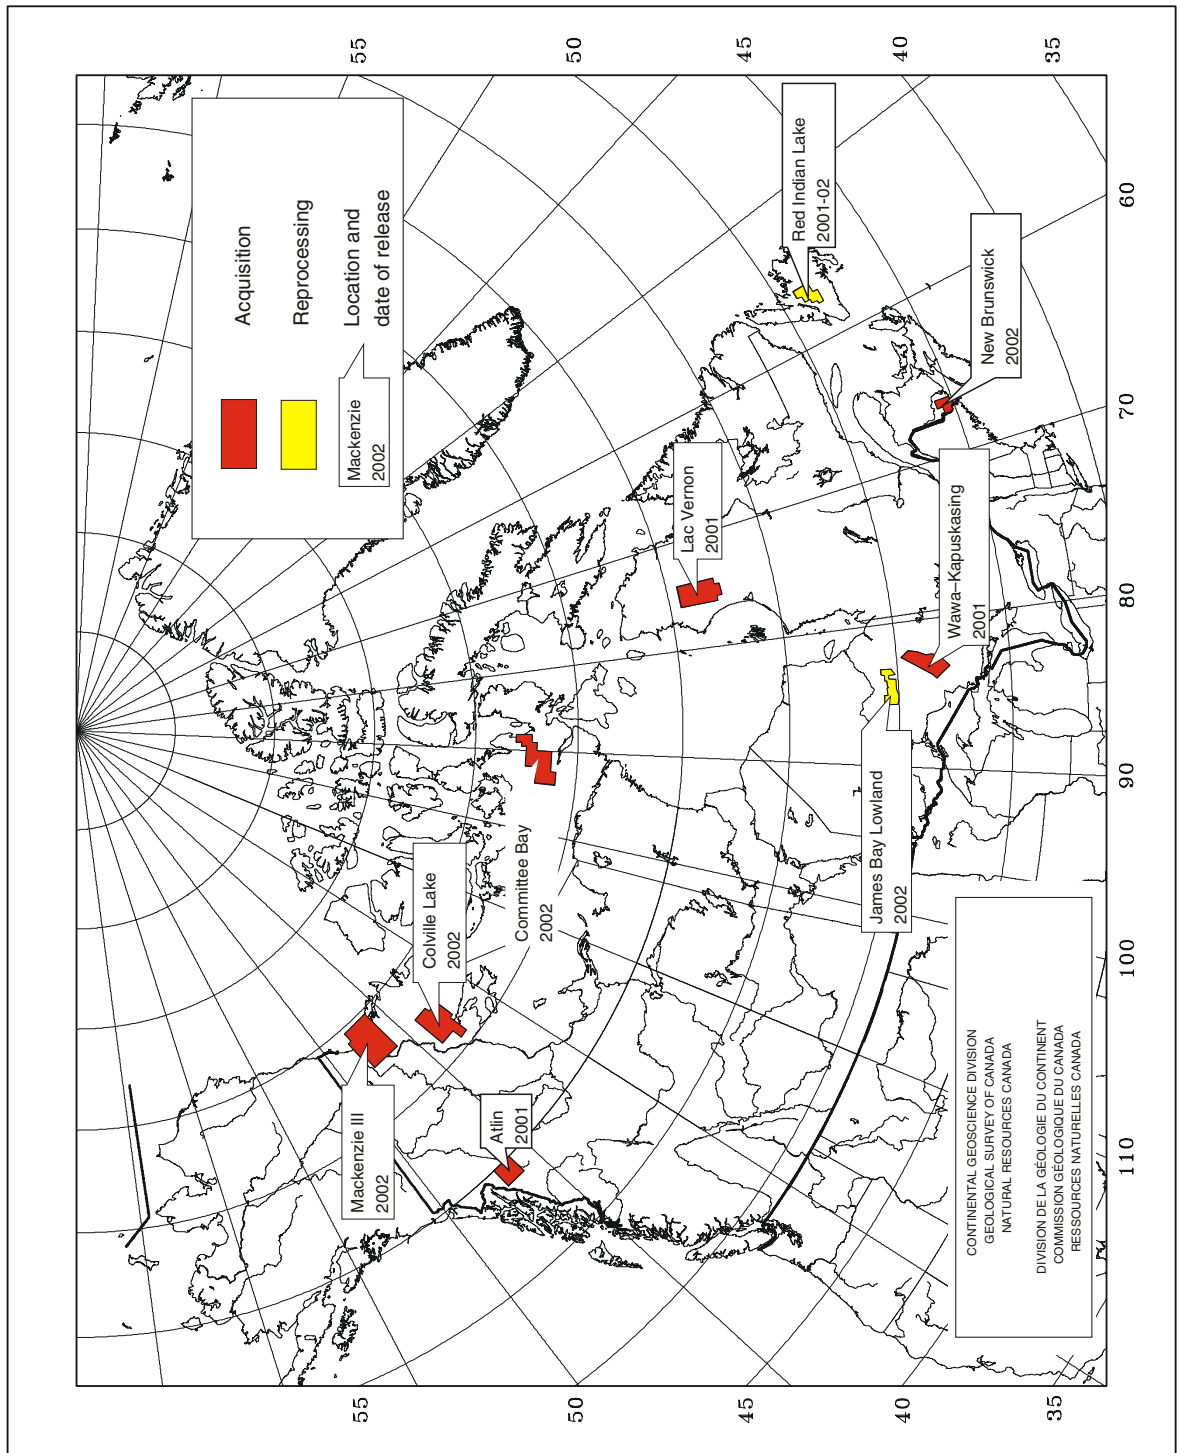 Acquisition
Reprocessing
Mackenzie
2002
Location and
date of release
Mackenzie III
2002
Colville Lake
2002
Committee Bay
2002
Atlin
2001
Lac Vernon
2001
Red Indian Lake
2001-02
New Brunswick
2002
Wawa-Kapuskasing
2001
James Bay Lowland
2002
CONTINENTAL GEOSCIENCE DIVISION
GEOLOGICAL SURVEY OF CANADA
NATURAL RESOURCES CANADA
DIVISION DE LA GÉOLOGIE DU CONTINENT
COMMISSION GÉOLOGIQUE DU CANADA
RESSOURCES NATURELLES CANADA
55
50
45
40
35
55
50
45
40
35
110
100
90
80
70
60